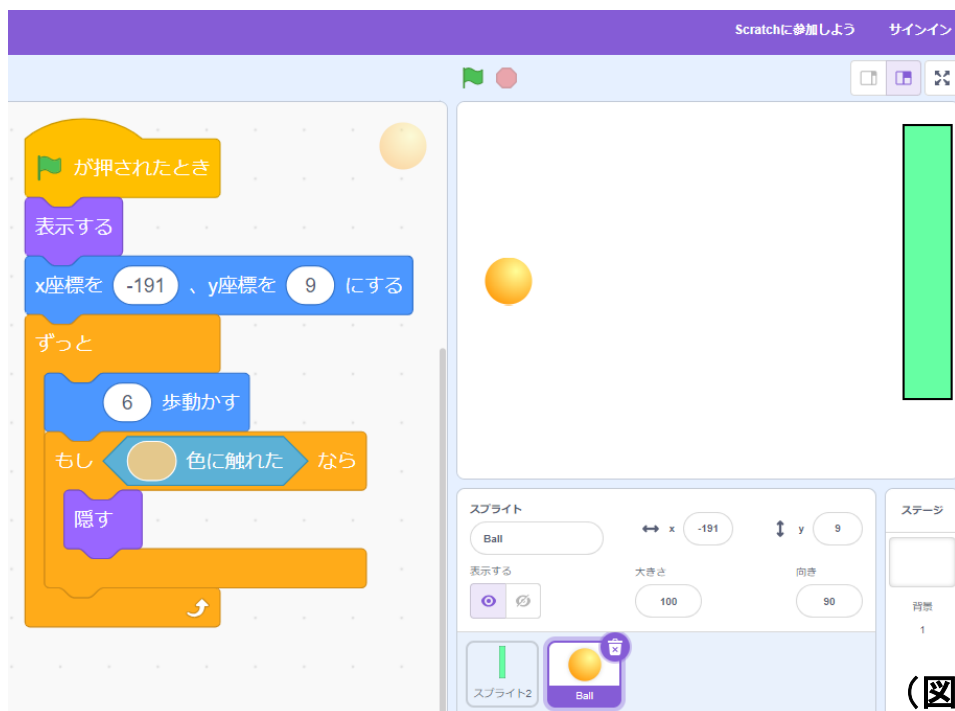 Scratchに参加しよう サインイン
が押されたとき
表示する
x座標を -191 、y座標を 9 にする
ずっと
6 歩動かす
もし 色に触れた なら
隠す
スプライト
Ball
x -191
y 9
表示する
大きさ
100
向き
90
スプライト2
Ball
ステージ
背景
1
(図